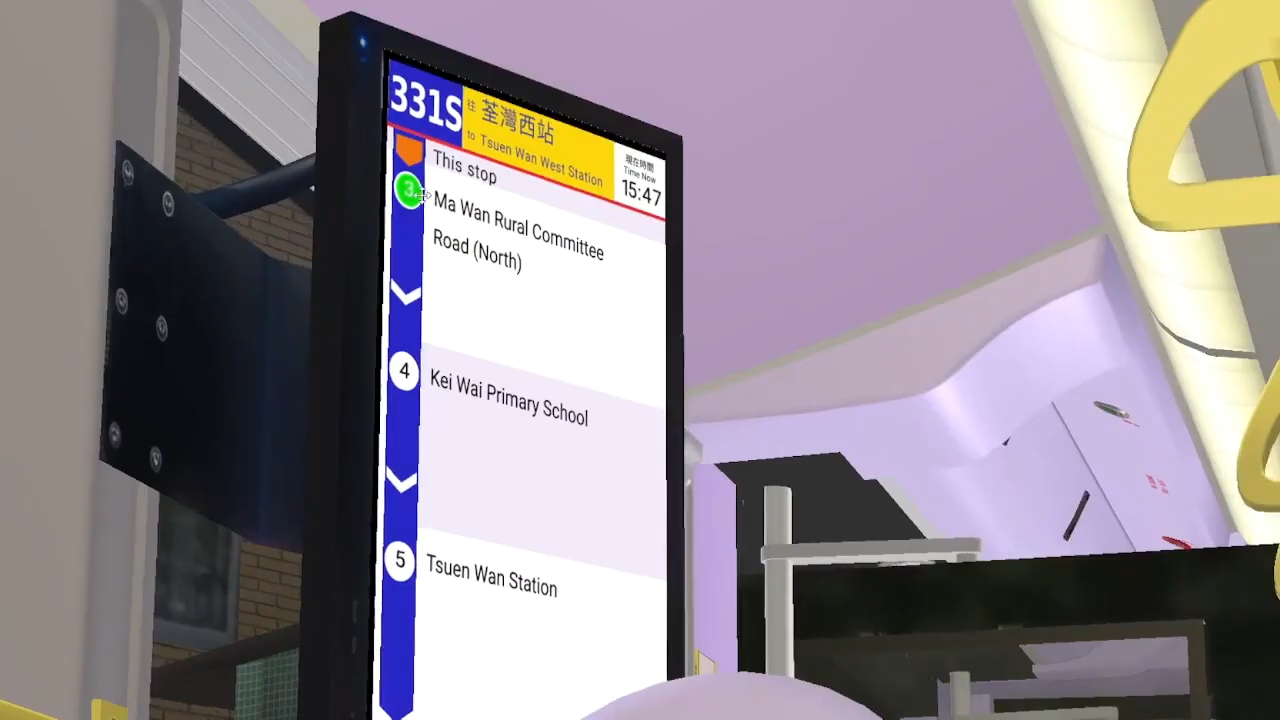 331S
往 荃灣西站
to Tsuen Wan West Station
現在時間
Time Now
15:47
This stop
3
Ma Wan Rural Committee
Road (North)
4
Kei Wai Primary School
5
Tsuen Wan Station